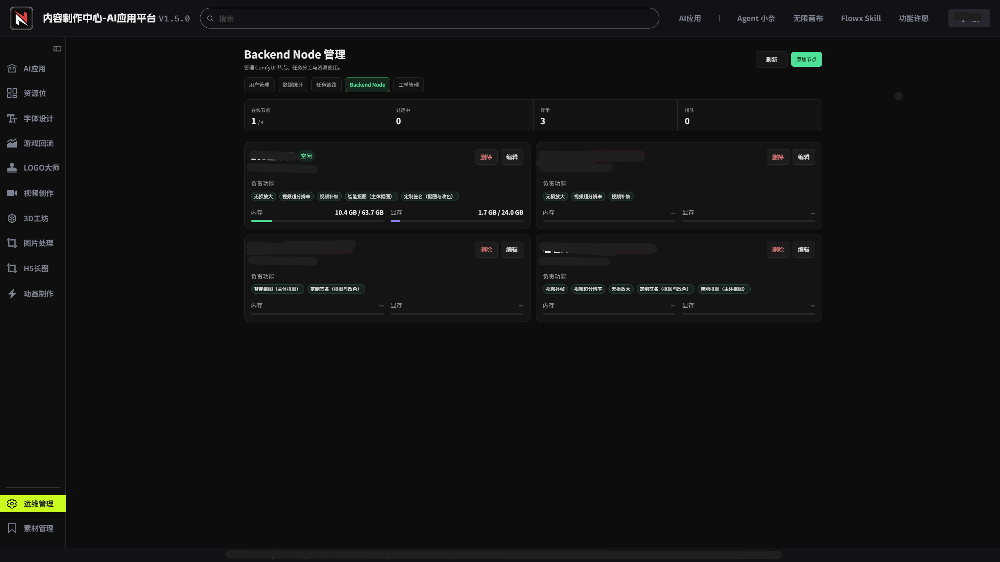 内容制作中心-AI应用平台 V1.5.0
搜索
AI应用
Agent 小奈
无限画布
Flowx Skill
功能许愿
AI应用
资源位
字体设计
游戏回流
LOGO大师
视频创作
3D工坊
图片处理
H5长图
动画制作
运维管理
素材管理
Backend Node 管理
管理 ComfyUI 节点、任务分工与资源使用。
刷新
添加节点
用户管理
数据统计
任务链路
Backend Node
工单管理
在线节点
1 / 4
处理中
0
异常
3
排队
0
空闲
删除
编辑
负责功能
无损放大
视频超分辨率
视频补帧
智能抠图（主体抠图）
定制签名（抠图与改色）
内存
10.4 GB / 63.7 GB
显存
1.7 GB / 24.0 GB
删除
编辑
负责功能
无损放大
视频超分辨率
视频补帧
内存
--
显存
--
删除
编辑
负责功能
智能抠图（主体抠图）
定制签名（抠图与改色）
内存
--
显存
--
删除
编辑
负责功能
视频补帧
视频超分辨率
无损放大
定制签名（抠图与改色）
智能抠图（主体抠图）
内存
--
显存
--